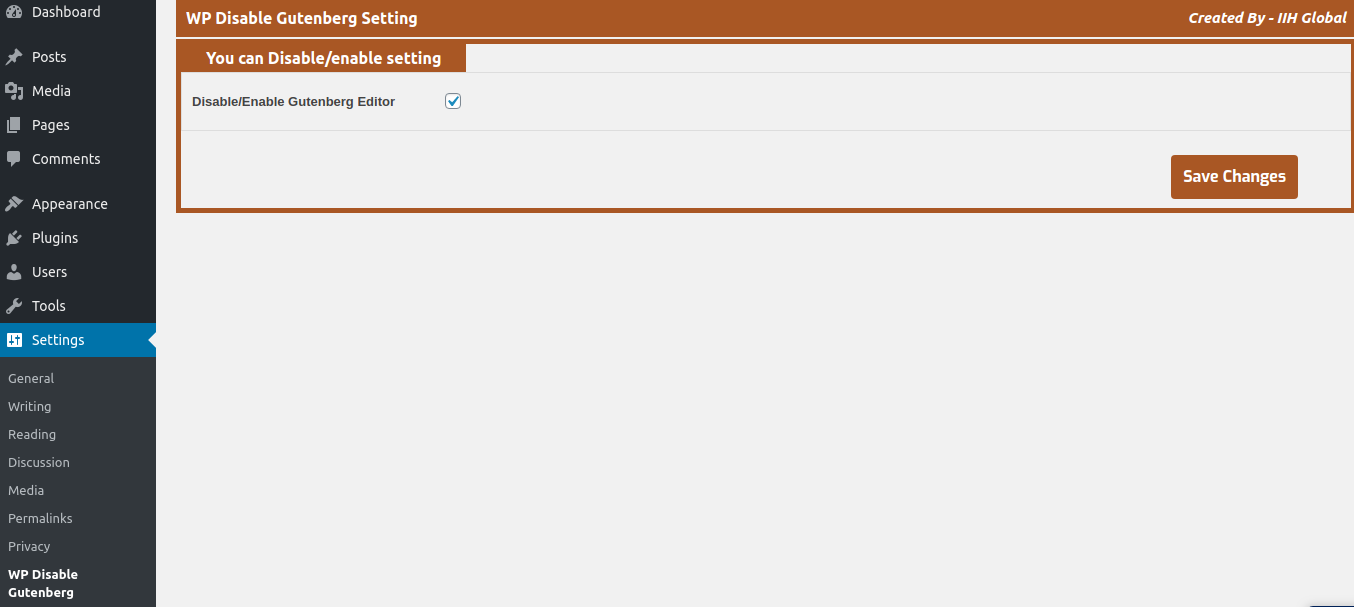 Dashboard
Posts
Media
Pages
Comments
Appearance
Plugins
Users
Tools
Settings
General
Writing
Reading
Discussion
Media
Permalinks
Privacy
WP Disable
Gutenberg
WP Disable Gutenberg Setting
Created By - IIH Global
You can Disable/enable setting
Disable/Enable Gutenberg Editor
Save Changes